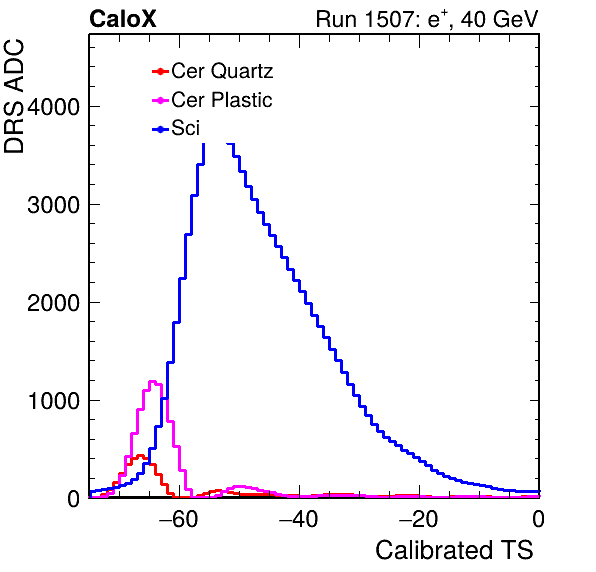 CaloX Run 1507: e⁺, 40 GeV
DRS ADC
Cer Quartz
Cer Plastic
Sci
4000
3000
2000
1000
0
−60 −40 −20 0
Calibrated TS